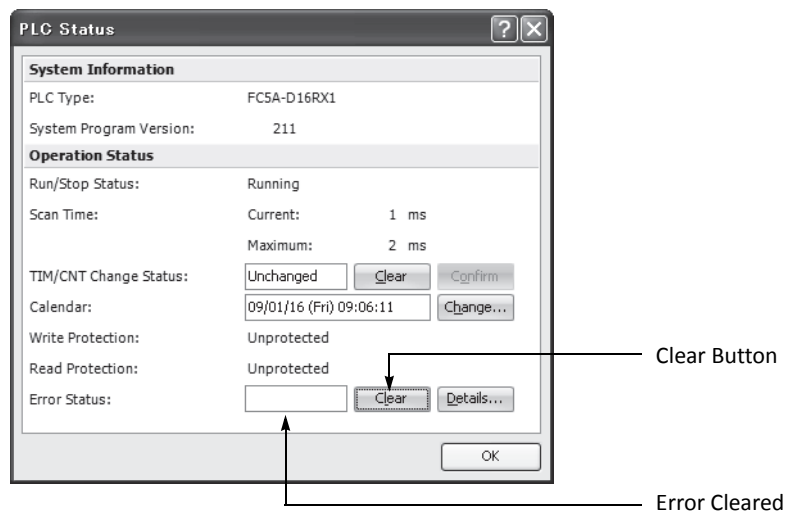 PLC Status
System Information
PLC Type: FC5A-D16RX1
System Program Version: 211
Operation Status
Run/Stop Status: Running
Scan Time: Current: 1 ms
Maximum: 2 ms
TIM/CNT Change Status: Unchanged Clear Confirm
Calendar: 09/01/16 (Fri) 09:06:11 Change...
Write Protection: Unprotected
Read Protection: Unprotected
Error Status: Clear Details...
OK
Clear Button
Error Cleared